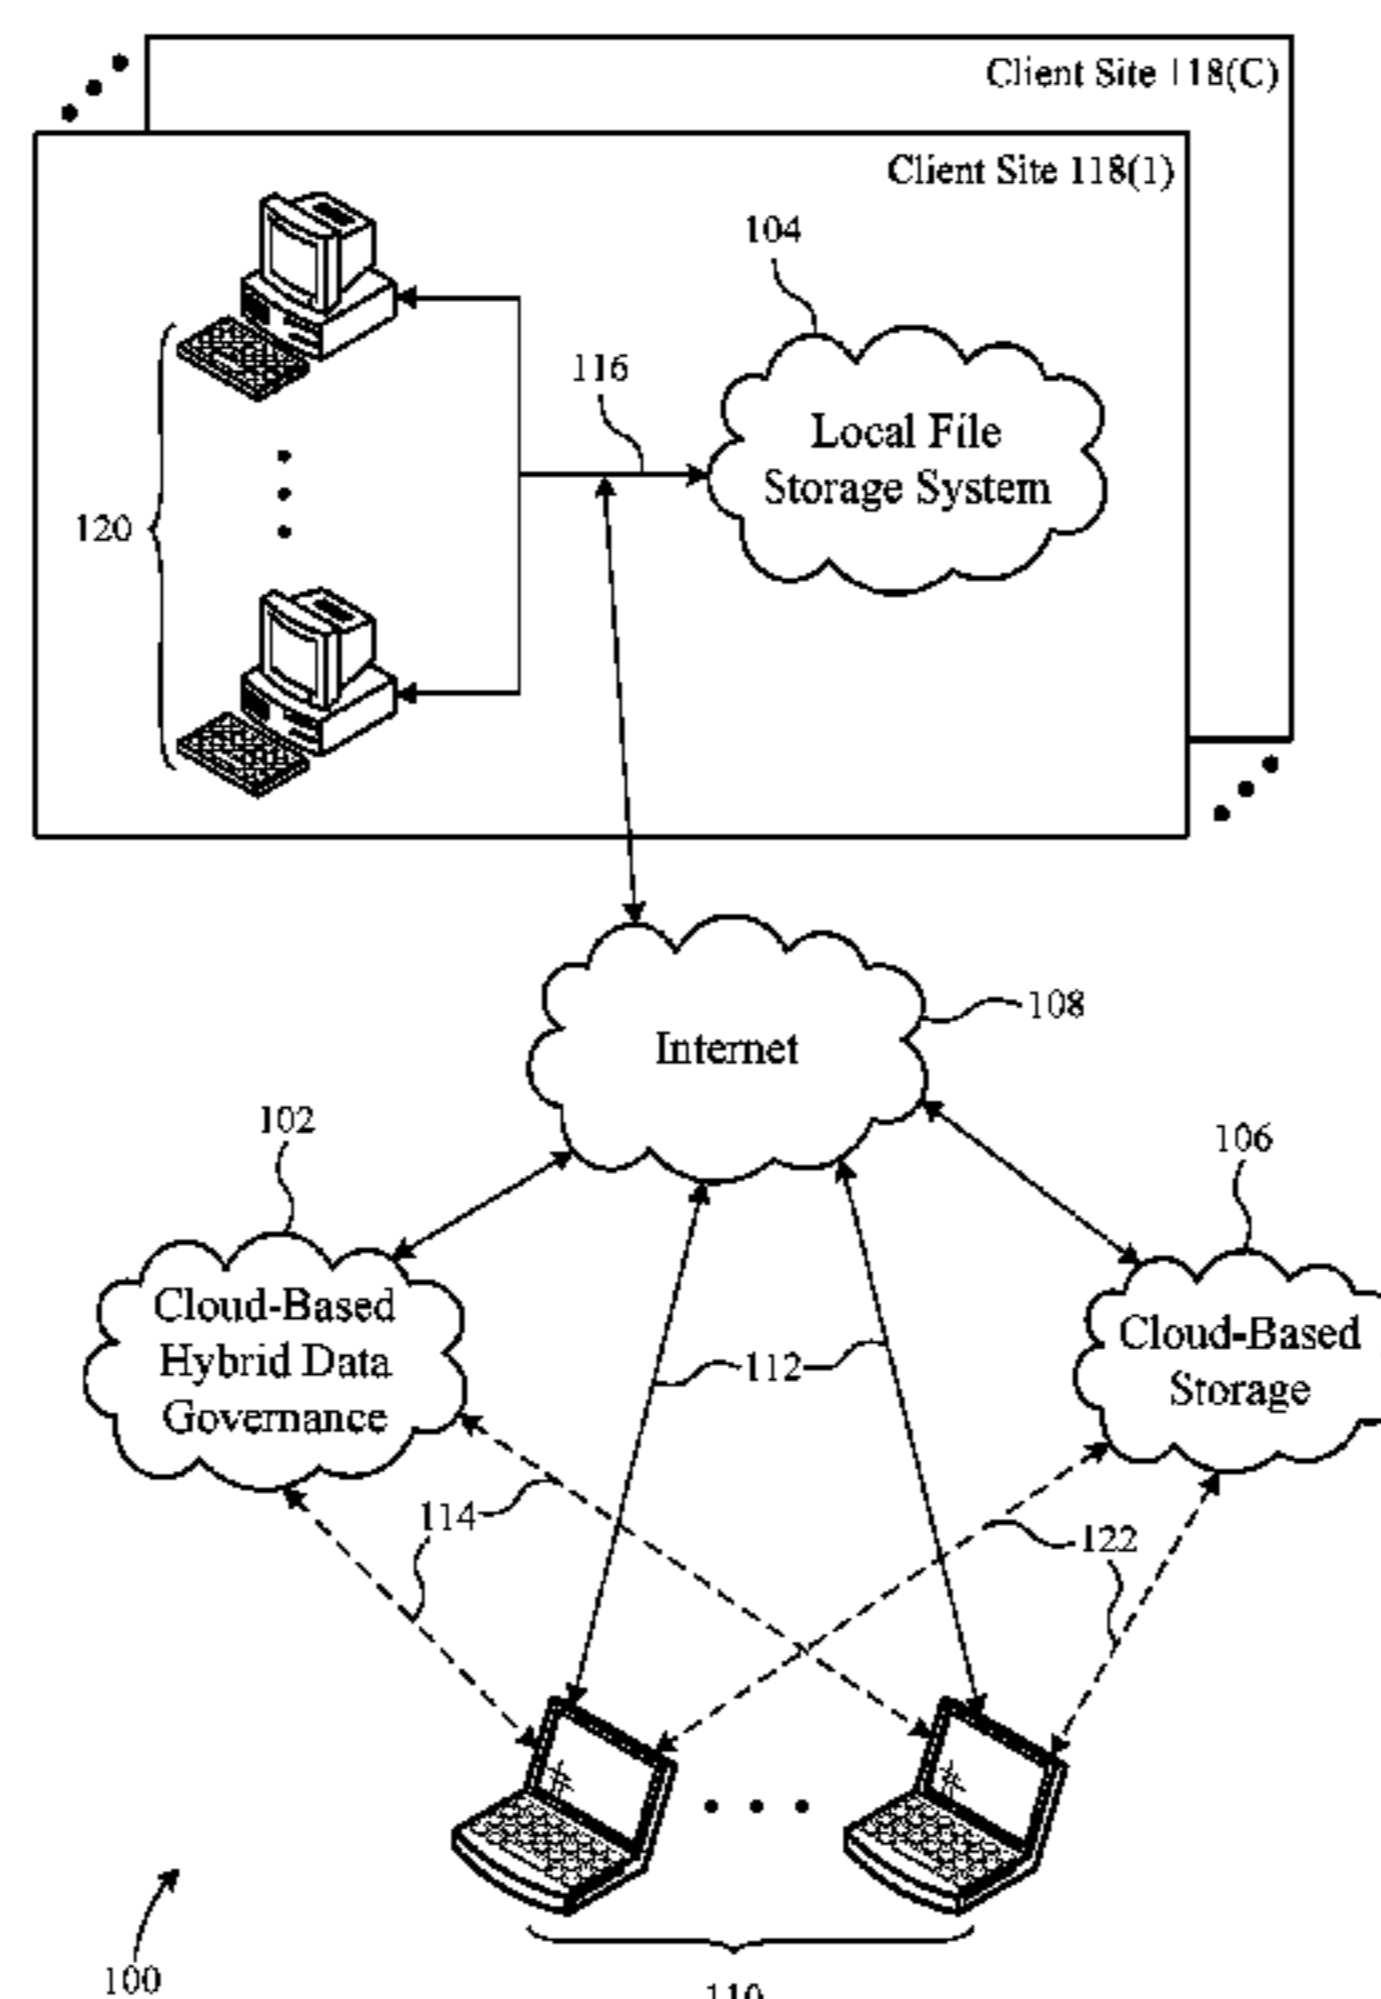 Client Site 118(C)
Client Site 118(1)
104
116
Local File
Storage System
120
108
Internet
102
106
Cloud-Based
Hybrid Data
Governance
Cloud-Based
Storage
112
114
122
100
110